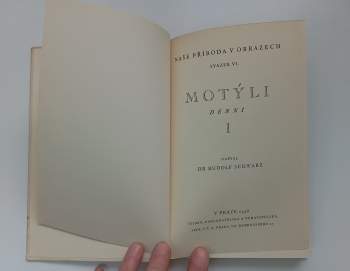 NAŠE PŘÍRODA V OBRAZECH
SVAZEK VI.
MOTÝLI
DENNÍ
I
NAPSAL
DR RUDOLF SCHWARZ
V PRAZE